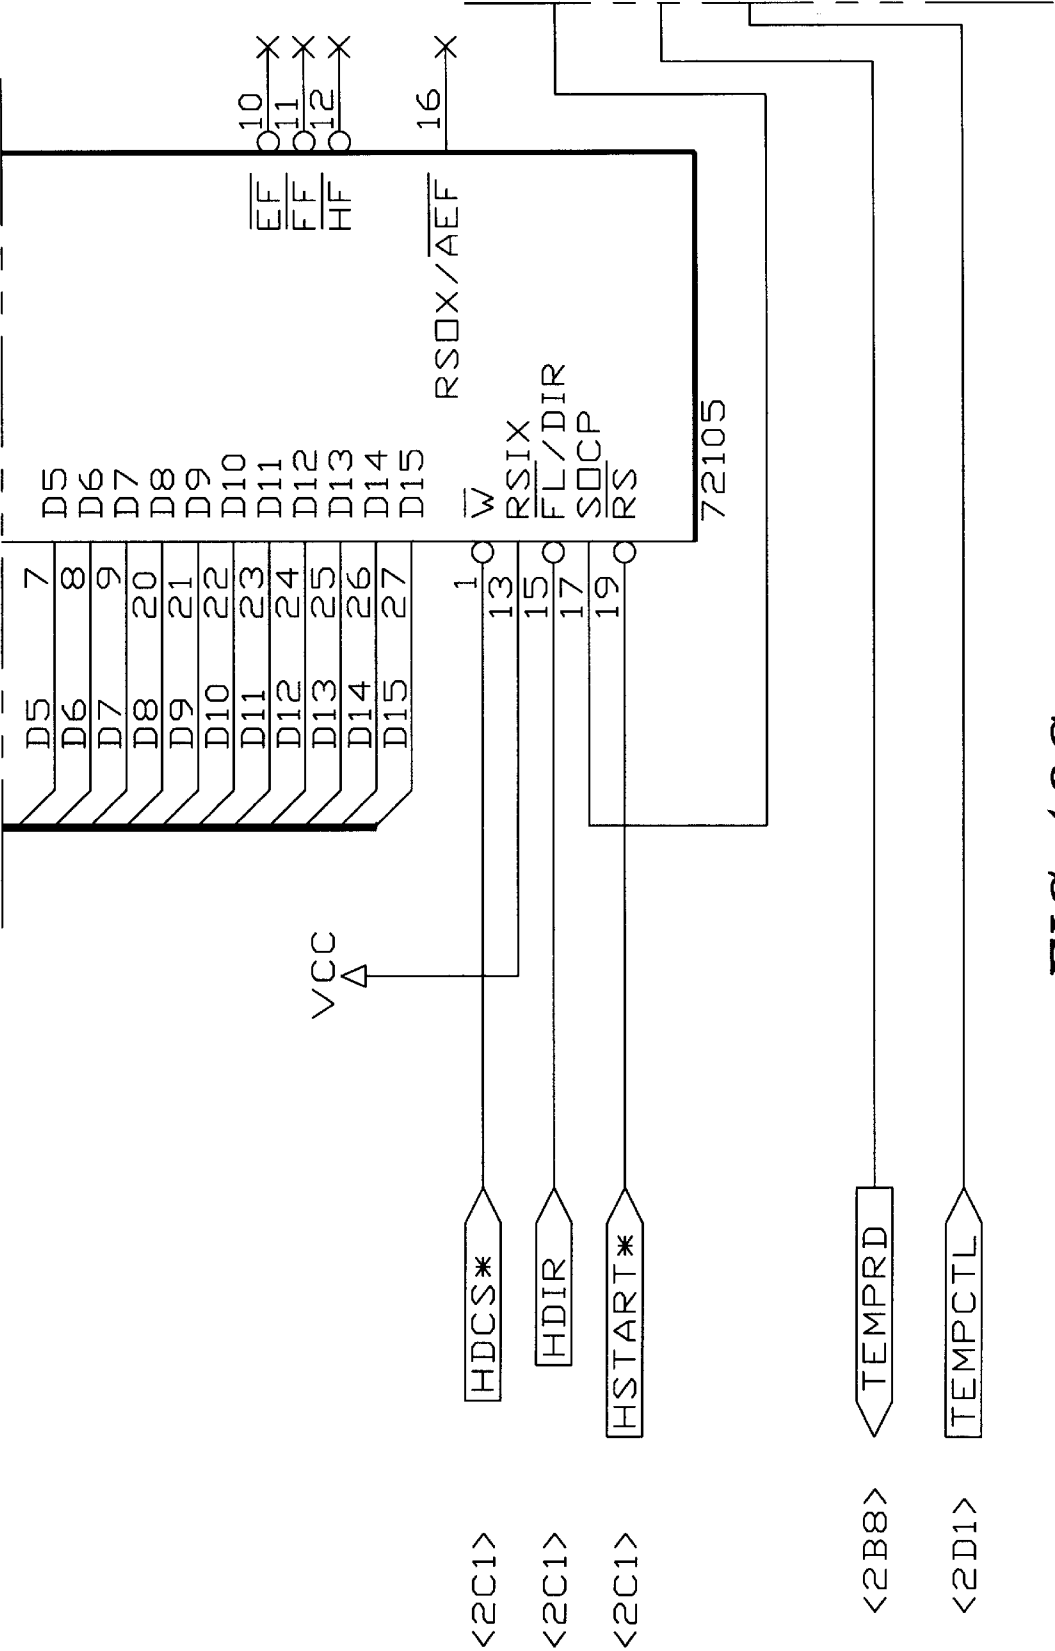 D5 7 D5
D6 8 D6
D7 9 D7
D8 20 D8
D9 21 D9
D10 22 D10
D11 23 D11
D12 24 D12
D13 25 D13
D14 26 D14
D15 27 D15
EF 10
FF 11
HF 12
RSOX/AEF 16
VCC
<2C1> HDCS* 1 W
13 RSIX
<2C1> HDIR 15 FL/DIR
17 SOCP
<2C1> HSTART* 19 RS
72105
<2B8> TEMPRD
<2D1> TEMPCTL